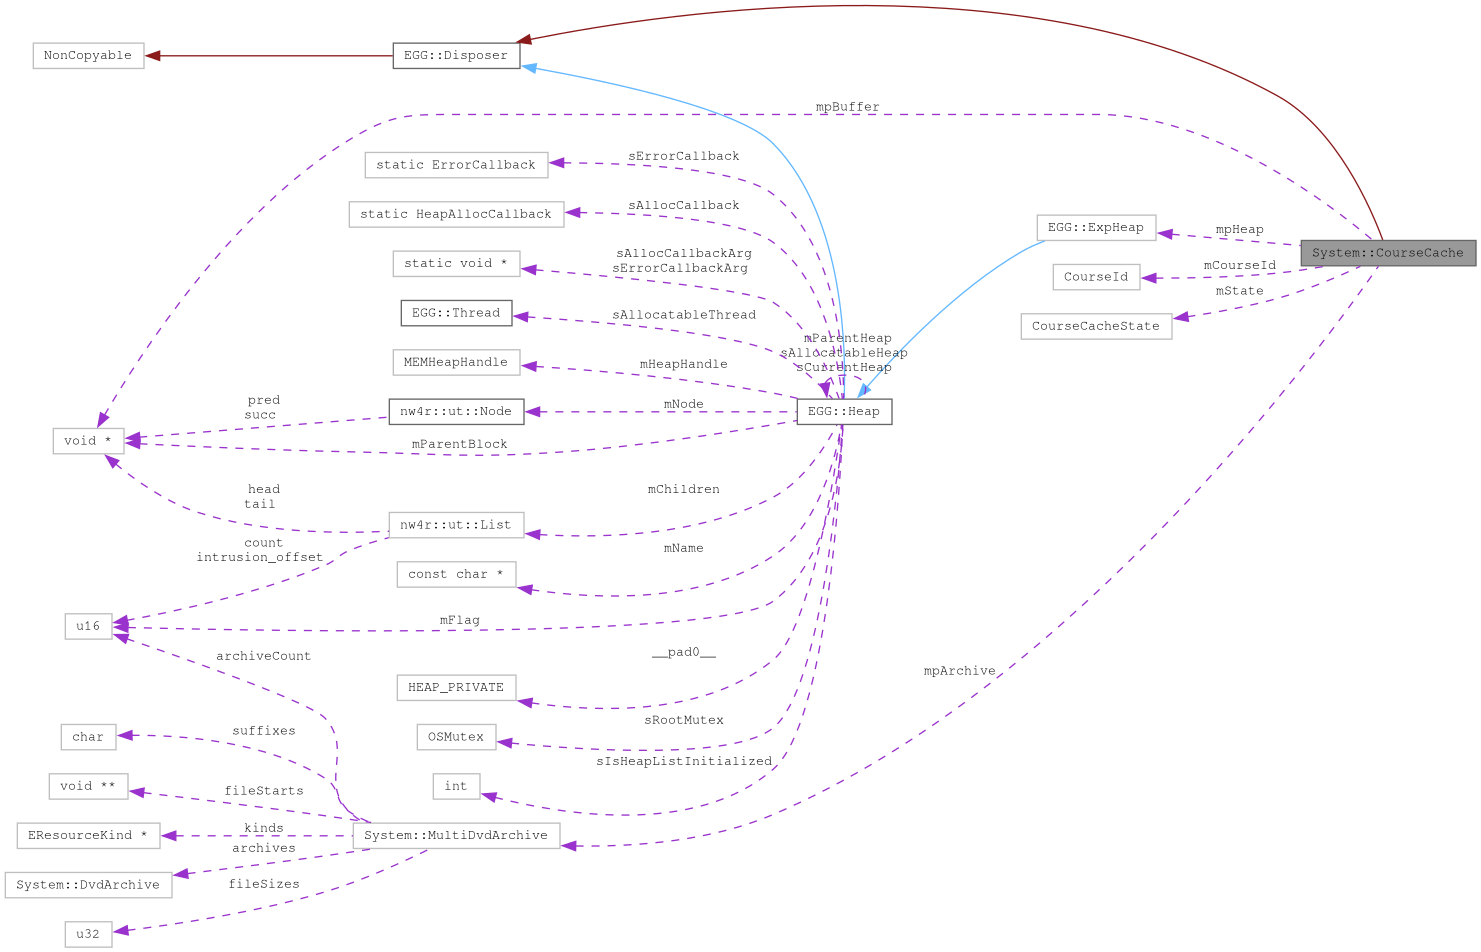 NonCopyable
EGG::Disposer
mpBuffer
static ErrorCallback
sErrorCallback
static HeapAllocCallback
sAllocCallback
static void *
sAllocCallbackArg
sErrorCallbackArg
EGG::ExpHeap
mpHeap
System::CourseCache
CourseId
mCourseId
CourseCacheState
mState
EGG::Thread
sAllocatableThread
mParentHeap
sAllocatableHeap
sCurrentHeap
MEMHeapHandle
mHeapHandle
pred
succ
nw4r::ut::Node
mNode
EGG::Heap
void *
mParentBlock
head
tail
nw4r::ut::List
mChildren
count
intrusion_offset
const char *
mName
u16
mFlag
archiveCount
__pad0__
HEAP_PRIVATE
char
suffixes
OSMutex
sRootMutex
mpArchive
void **
fileStarts
int
sIsHeapListInitialized
EResourceKind *
kinds
archives
System::MultiDvdArchive
System::DvdArchive
fileSizes
u32